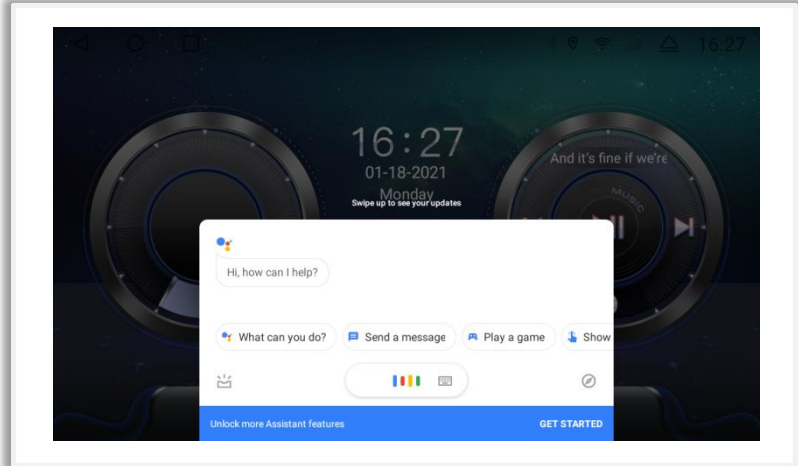 16:27
16:27
01-18-2021
Monday
And it's fine if we're
MUSIC
Swipe up to see your updates
Hi, how can I help?
What can you do?
Send a message
Play a game
Show
Unlock more Assistant features
GET STARTED